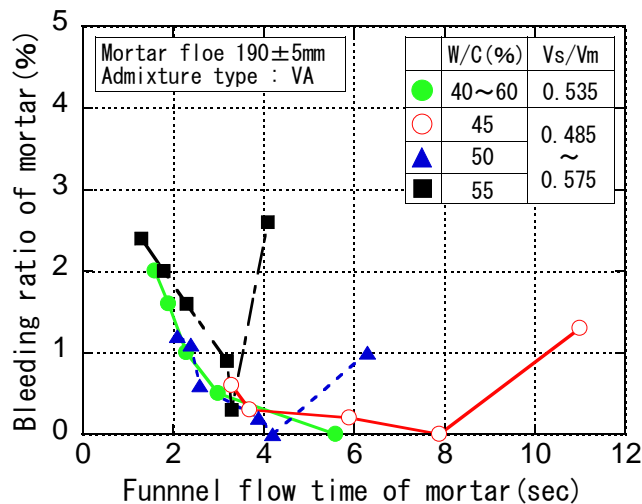 5
4
3
2
1
0
Bleeding ratio of mortar(%)
Mortar floe 190±5mm
Admixture type : VA
W/C(%) Vs/Vm
40～60 0.535
45
50
55
0.485
～
0.575
0 2 4 6 8 10 12
Funnnel flow time of mortar(sec)